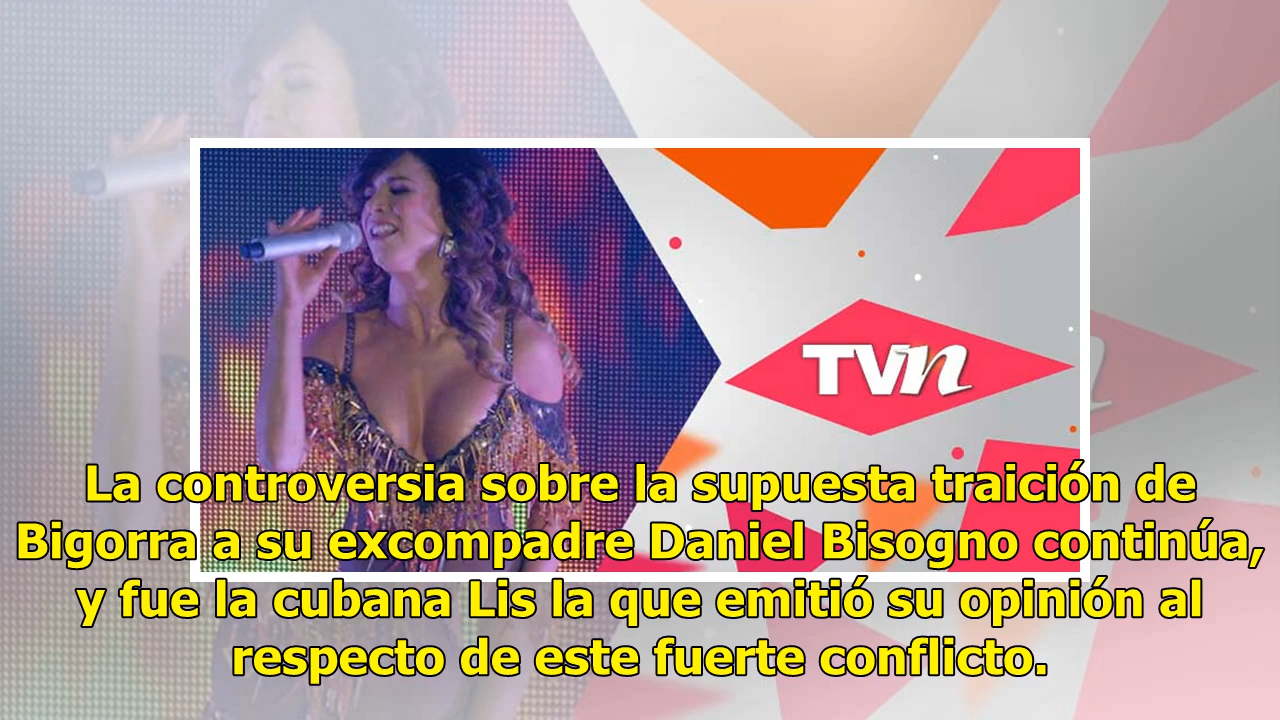 TVn
La controversia sobre la supuesta traición de
Bigorra a su excompadre Daniel Bisogno continúa,
y fue la cubana Lis la que emitió su opinión al
respecto de este fuerte conflicto.